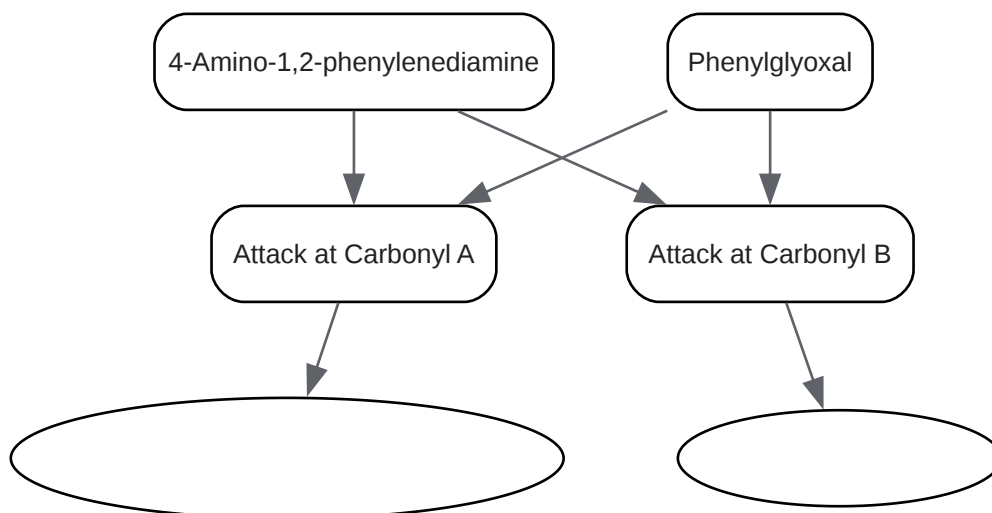 4-Amino-1,2-phenylenediamine
Phenylglyoxal
Attack at Carbonyl A
Attack at Carbonyl B